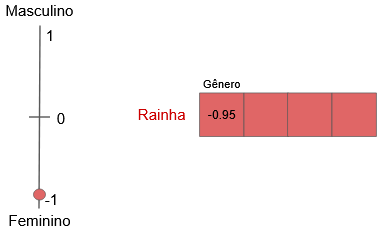 Masculino
1
0
-1
Feminino
Rainha
Gênero
-0.95